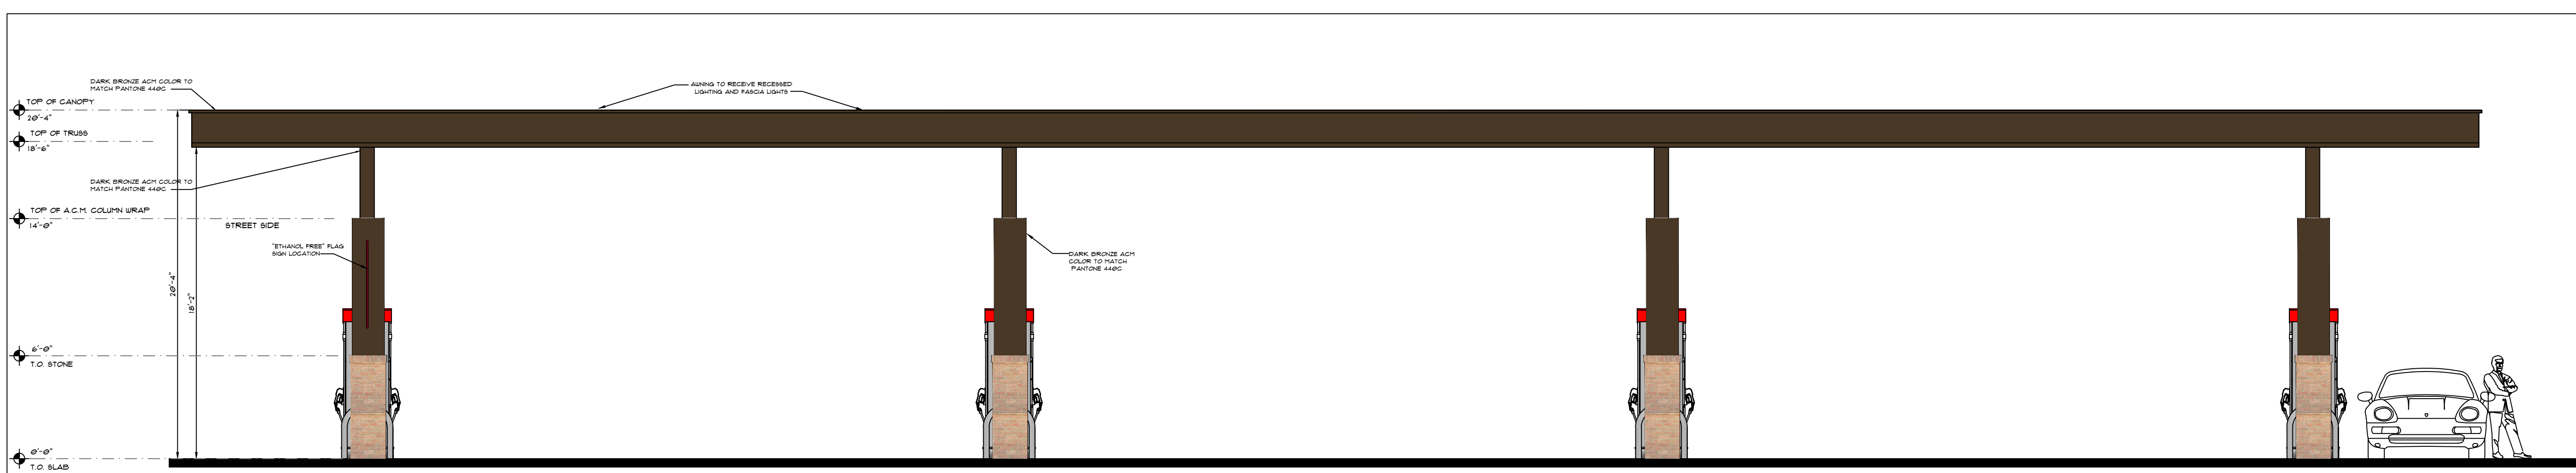 DARK BRONZE ACM COLOR TO
MATCH PANTONE 440C
AWNING TO RECEIVE RECESSED
LIGHTING AND FASCIA LIGHTS
TOP OF CANOPY
20'-4"
TOP OF TRUSS
18'-6"
DARK BRONZE ACM COLOR TO
MATCH PANTONE 440C
TOP OF A.C.M. COLUMN WRAP
14'-0"
STREET SIDE
"ETHANOL FREE" FLAG
SIGN LOCATION
DARK BRONZE ACM
COLOR TO MATCH
PANTONE 440C
20'-4"
18'-2"
6'-0"
T.O. STONE
0'-0"
T.O. SLAB